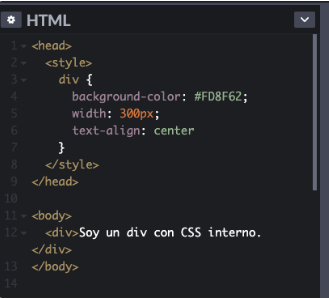 HTML
1 <head>
2 <style>
3 div {
4 background-color: #FD8F62;
5 width: 300px;
6 text-align: center
7 }
8 </style>
9 </head>
10
11 <body>
12 <div>Soy un div con CSS interno.
</div>
13 </body>
14